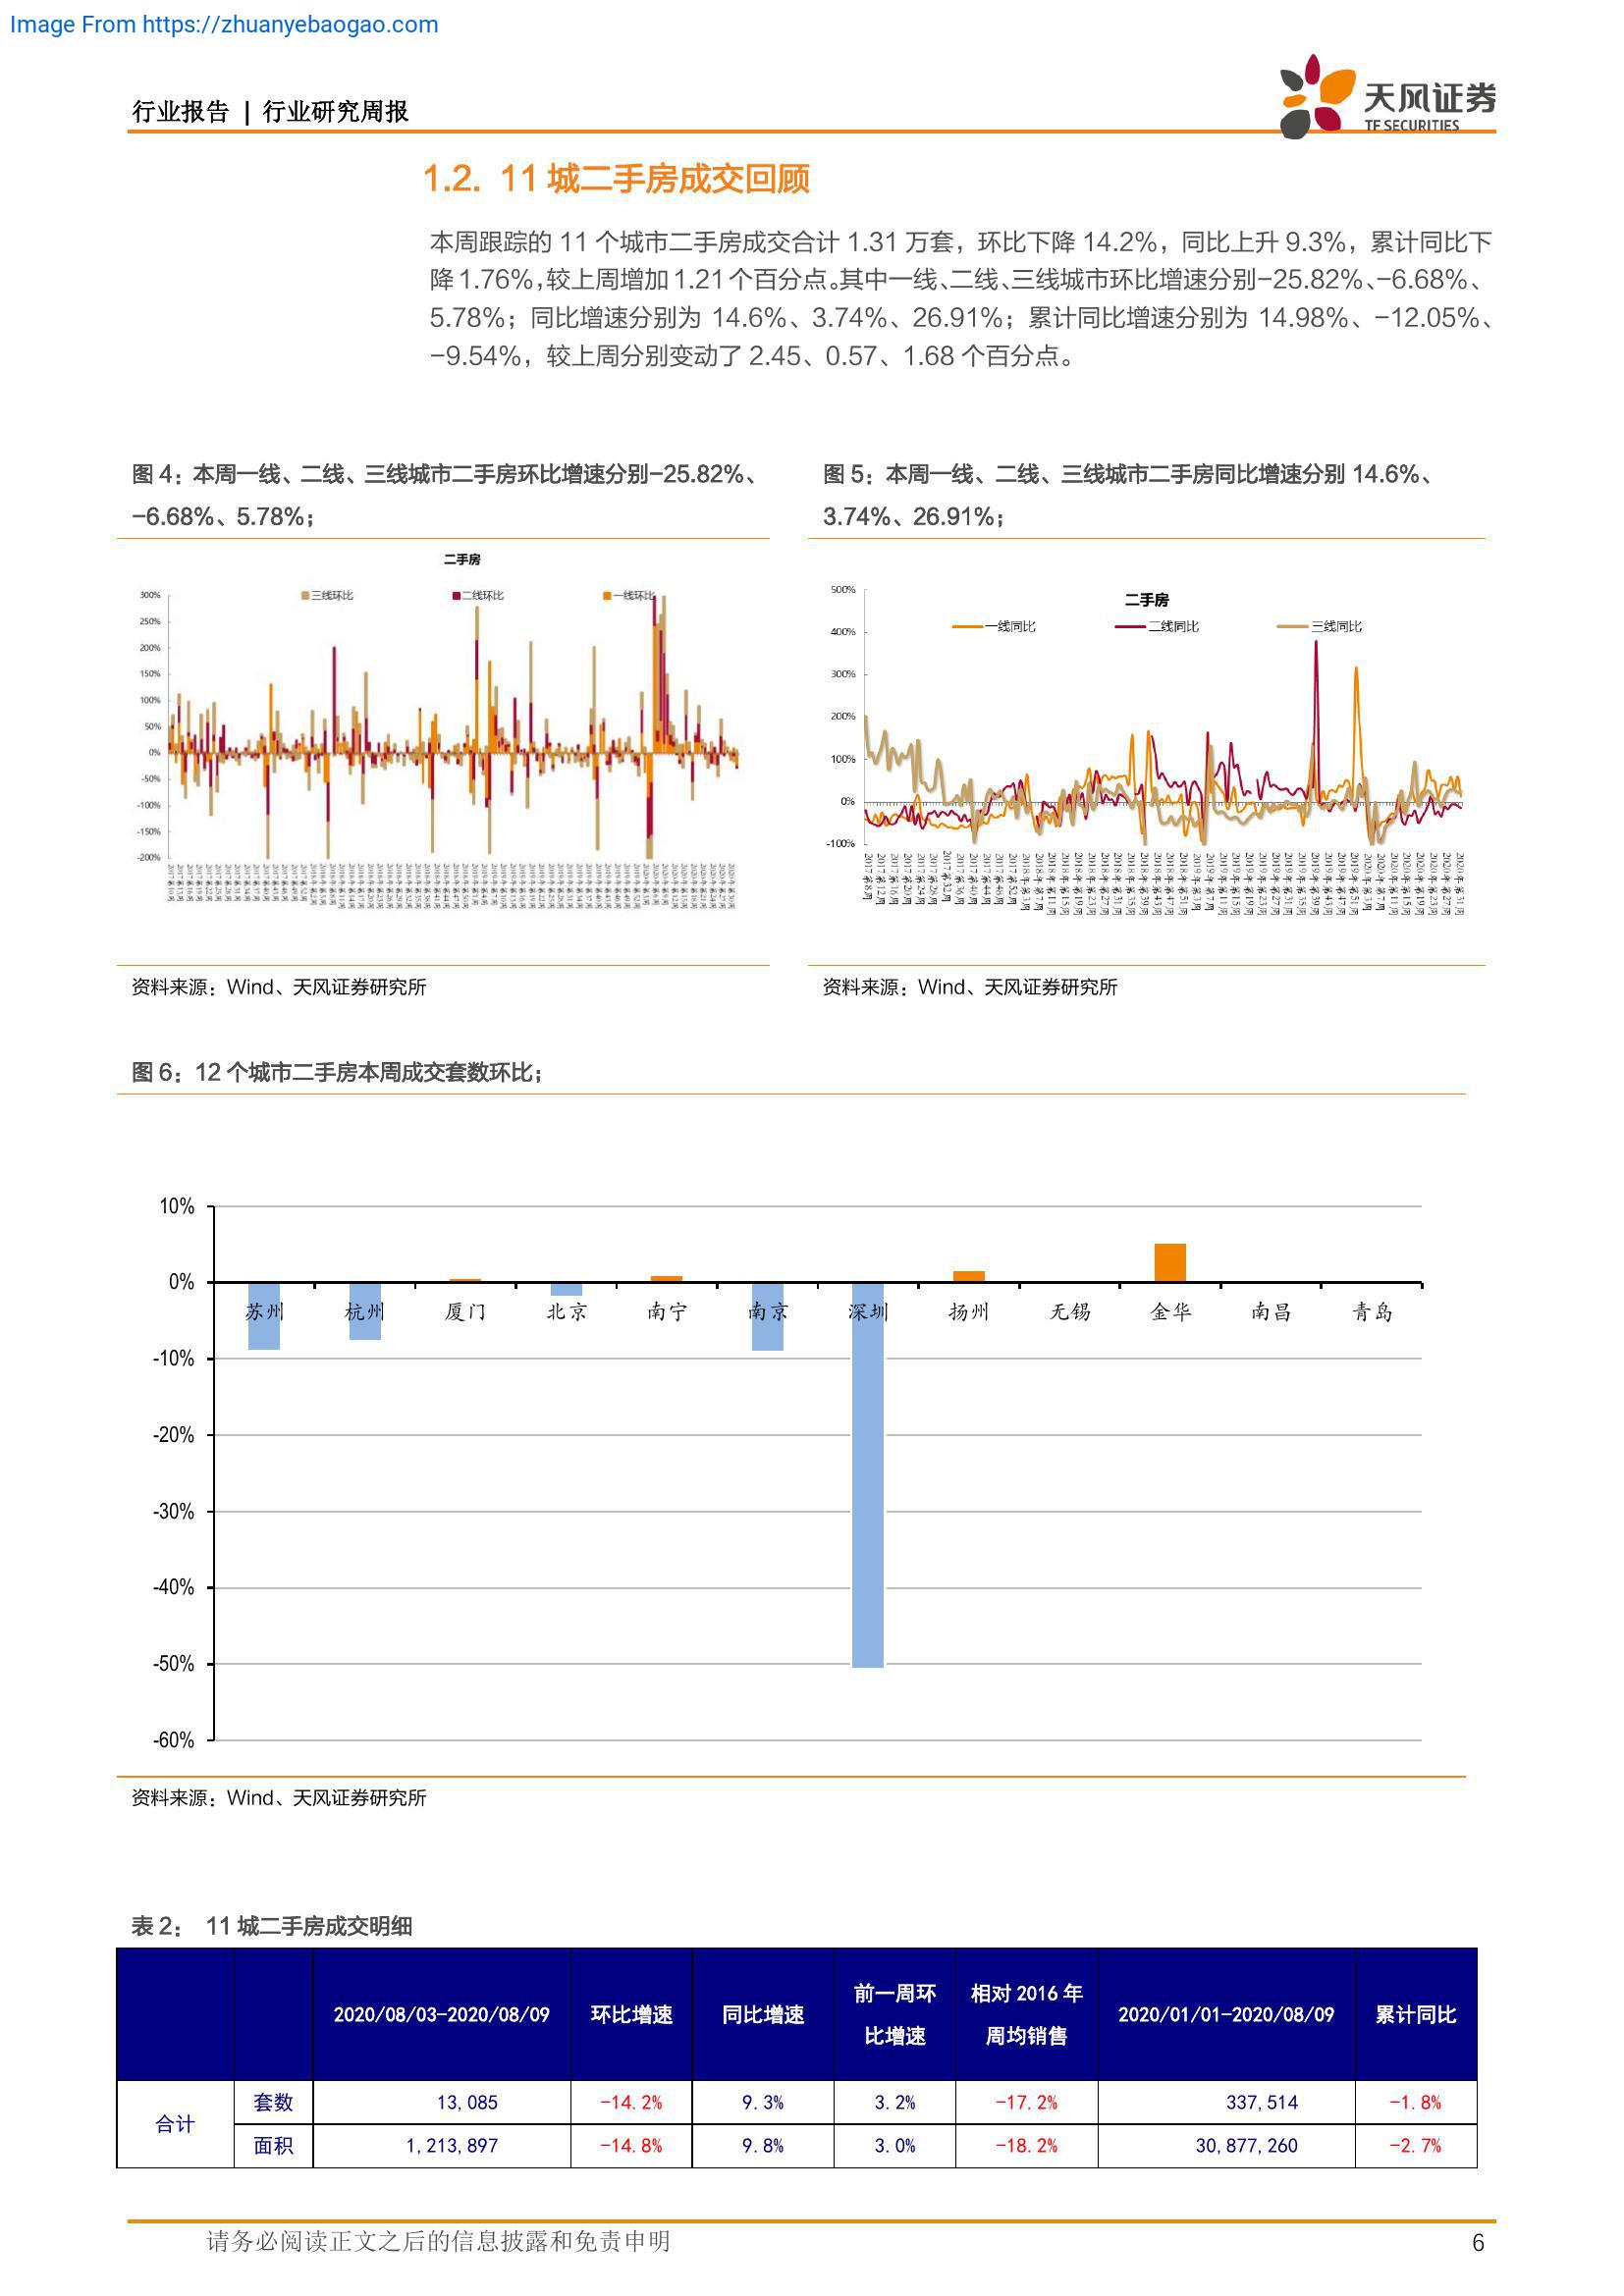 Image From https://zhuanyebaogao.com
行业报告 | 行业研究周报
天风证券
TF SECURITIES
1.2. 11 城二手房成交回顾
本周跟踪的 11 个城市二手房成交合计 1.31 万套，环比下降 14.2%，同比上升 9.3%，累计同比下
降 1.76%，较上周增加 1.21 个百分点。其中一线、二线、三线城市环比增速分别-25.82%、-6.68%、
5.78%；同比增速分别为 14.6%、3.74%、26.91%；累计同比增速分别为 14.98%、-12.05%、
-9.54%，较上周分别变动了 2.45、0.57、1.68 个百分点。
图 4：本周一线、二线、三线城市二手房环比增速分别-25.82%、
-6.68%、5.78%；
二手房
三线环比 二线环比 一线环比
300%
250%
200%
150%
100%
50%
0%
-50%
-100%
-150%
-200%
资料来源：Wind、天风证券研究所
图 5：本周一线、二线、三线城市二手房同比增速分别 14.6%、
3.74%、26.91%；
二手房
一线同比 二线同比 三线同比
500%
400%
300%
200%
100%
0%
-100%
资料来源：Wind、天风证券研究所
图 6：12 个城市二手房本周成交套数环比；
10%
0%
-10%
-20%
-30%
-40%
-50%
-60%
苏州 杭州 厦门 北京 南宁 南京 深圳 扬州 无锡 金华 南昌 青岛
资料来源：Wind、天风证券研究所
表 2： 11 城二手房成交明细
2020/08/03-2020/08/09 环比增速 同比增速 前一周环比增速 相对 2016 年周均销售 2020/01/01-2020/08/09 累计同比
合计 套数 13,085 -14.2% 9.3% 3.2% -17.2% 337,514 -1.8%
面积 1,213,897 -14.8% 9.8% 3.0% -18.2% 30,877,260 -2.7%
请务必阅读正文之后的信息披露和免责申明
6